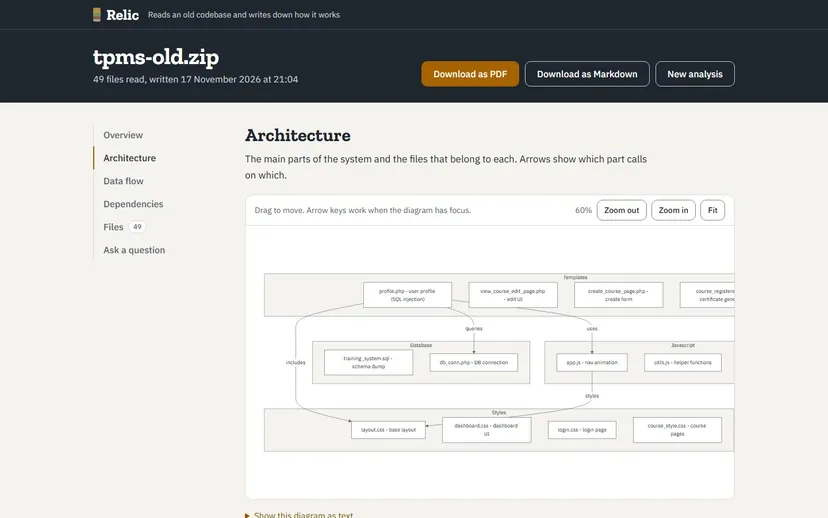 Relic
Reads an old codebase and writes down how it works
tpms-old.zip
49 files read, written 17 November 2026 at 21:04
Download as PDF
Download as Markdown
New analysis
Overview
Architecture
Data flow
Dependencies
Files 49
Ask a question
Architecture
The main parts of the system and the files that belong to each. Arrows show which part calls
on which.
Drag to move. Arrow keys work when the diagram has focus.
60%
Zoom out
Zoom in
Fit
Templates
profile.php - user profile
(SQL injection)
view_course_edit_page.php
- edit UI
create_course_page.php -
create form
course_registere
certificate gene
queries
uses
includes
Database
training_system.sql -
schema dump
db_conn.php - DB connection
Javascript
app.js - nav animation
utils.js - helper functions
styles
Styles
layout.css - base layout
dashboard.css - dashboard
UI
login.css - login page
course_style.css - course
pages
Show this diagram as text